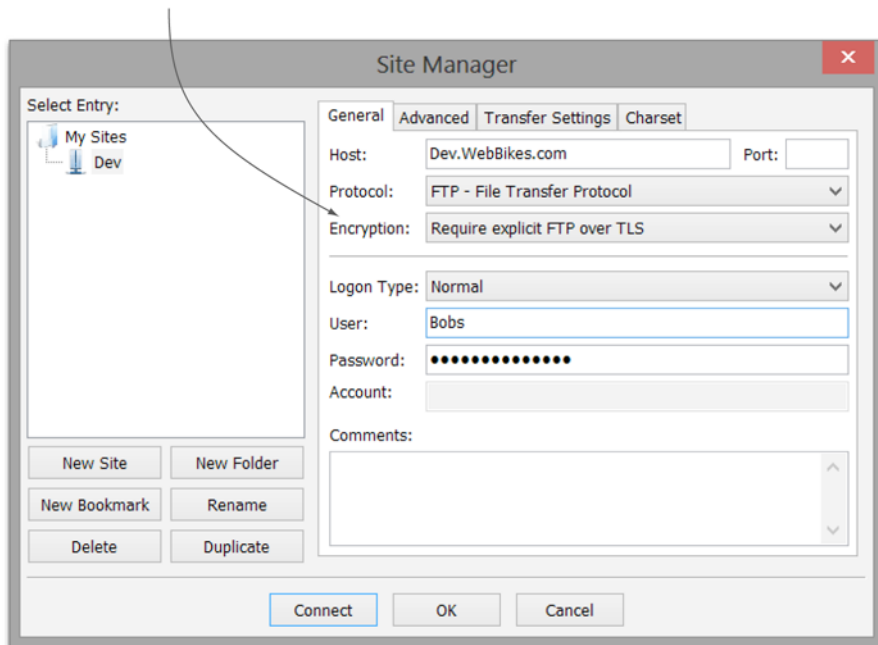 Site Manager
Select Entry:
My Sites
Dev
New Site
New Folder
New Bookmark
Rename
Delete
Duplicate
General
Advanced
Transfer Settings
Charset
Host:
Dev.WebBikes.com
Port:
Protocol:
FTP - File Transfer Protocol
Encryption:
Require explicit FTP over TLS
Logon Type:
Normal
User:
Bobs
Password:
●●●●●●●●●●●●●●
Account:
Comments:
Connect
OK
Cancel